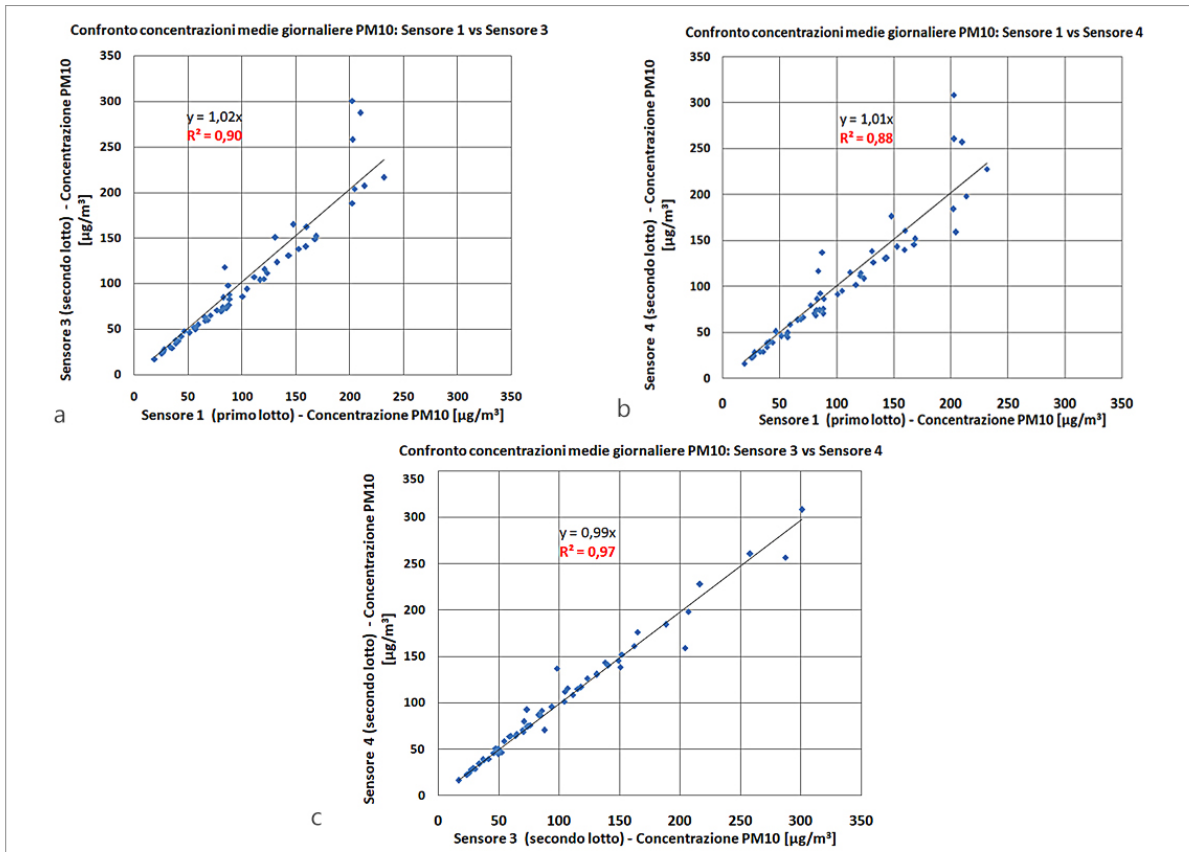 Confronto concentrazioni medie giornaliere PM10: Sensore 1 vs Sensore 3
Sensore 3 (secondo lotto) - Concentrazione PM10
[µg/m³]
350
300
250
200
150
100
50
0
y = 1,02x
R² = 0,90
0 50 100 150 200 250 300 350
Sensore 1 (primo lotto) - Concentrazione PM10 [µg/m³]
a
Confronto concentrazioni medie giornaliere PM10: Sensore 1 vs Sensore 4
Sensore 4 (secondo lotto) - Concentrazione PM10
[µg/m³]
350
300
250
200
150
100
50
0
y = 1,01x
R² = 0,88
0 50 100 150 200 250 300 350
Sensore 1 (primo lotto) - Concentrazione PM10 [µg/m³]
b
Confronto concentrazioni medie giornaliere PM10: Sensore 3 vs Sensore 4
Sensore 4 (secondo lotto) - Concentrazione PM10
[µg/m³]
350
300
250
200
150
100
50
0
y = 0,99x
R² = 0,97
0 50 100 150 200 250 300 350
Sensore 3 (secondo lotto) - Concentrazione PM10 [µg/m³]
c